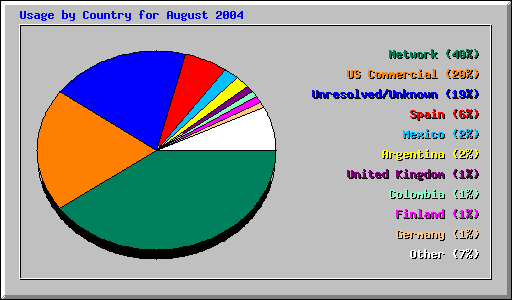 Usage by Country for August 2004
Network (40%)
US Commercial (20%)
Unresolved/Unknown (19%)
Spain (6%)
Mexico (2%)
Argentina (2%)
United Kingdom (1%)
Colombia (1%)
Finland (1%)
Germany (1%)
Other (7%)